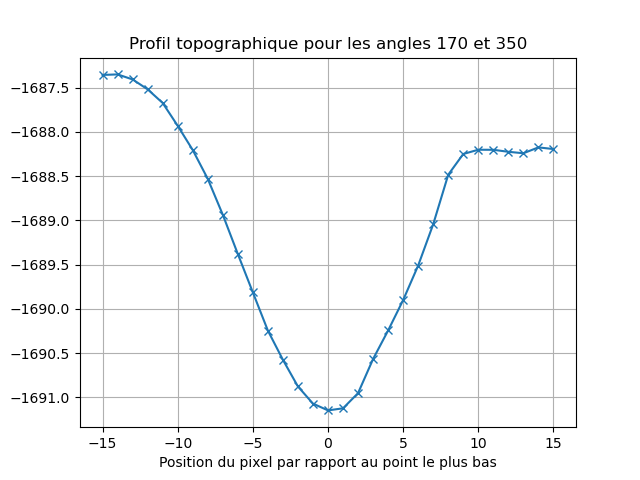 Profil topographique pour les angles 170 et 350
−1687.5
−1688.0
−1688.5
−1689.0
−1689.5
−1690.0
−1690.5
−1691.0
−15 −10 −5 0 5 10 15
Position du pixel par rapport au point le plus bas